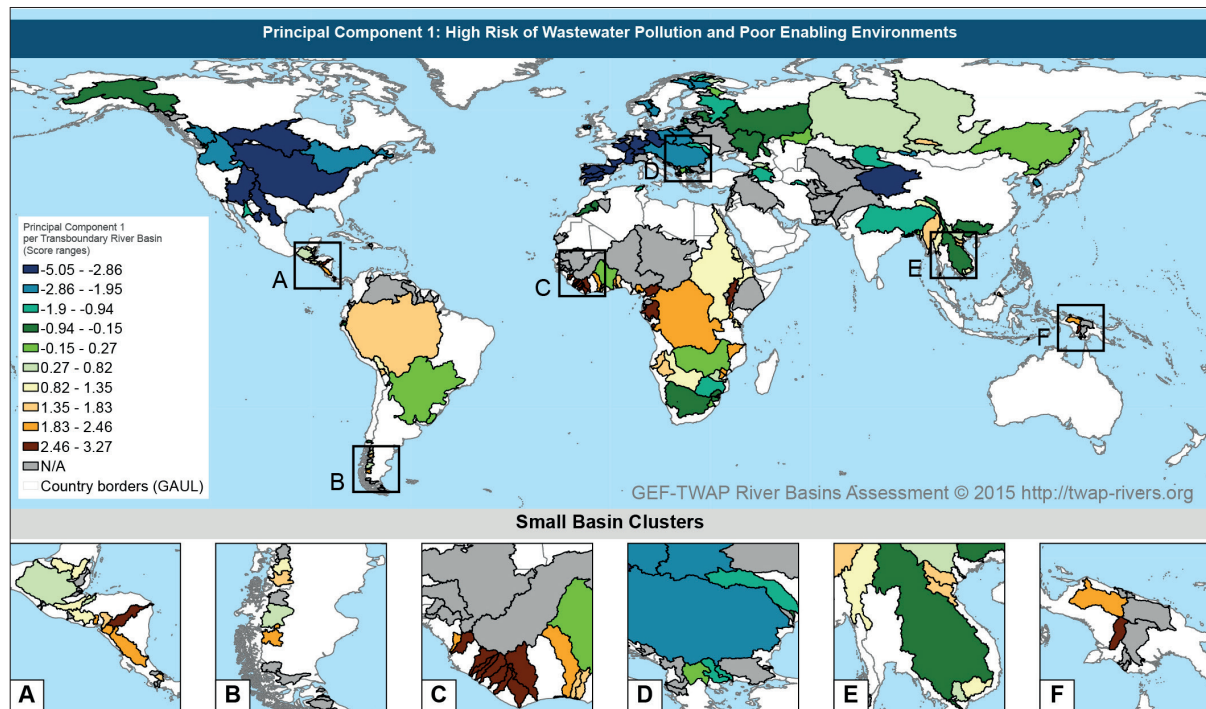 Principal Component 1: High Risk of Wastewater Pollution and Poor Enabling Environments
A
B
C
D
E
F
Principal Component 1
per Transboundary River Basin
(Score ranges)
-5.05 - -2.86
-2.86 - -1.95
-1.9 - -0.94
-0.94 - -0.15
-0.15 - 0.27
0.27 - 0.82
0.82 - 1.35
1.35 - 1.83
1.83 - 2.46
2.46 - 3.27
N/A
Country borders (GAUL)
GEF-TWAP River Basins Assessment © 2015 http://twap-rivers.org
Small Basin Clusters
A
B
C
D
E
F